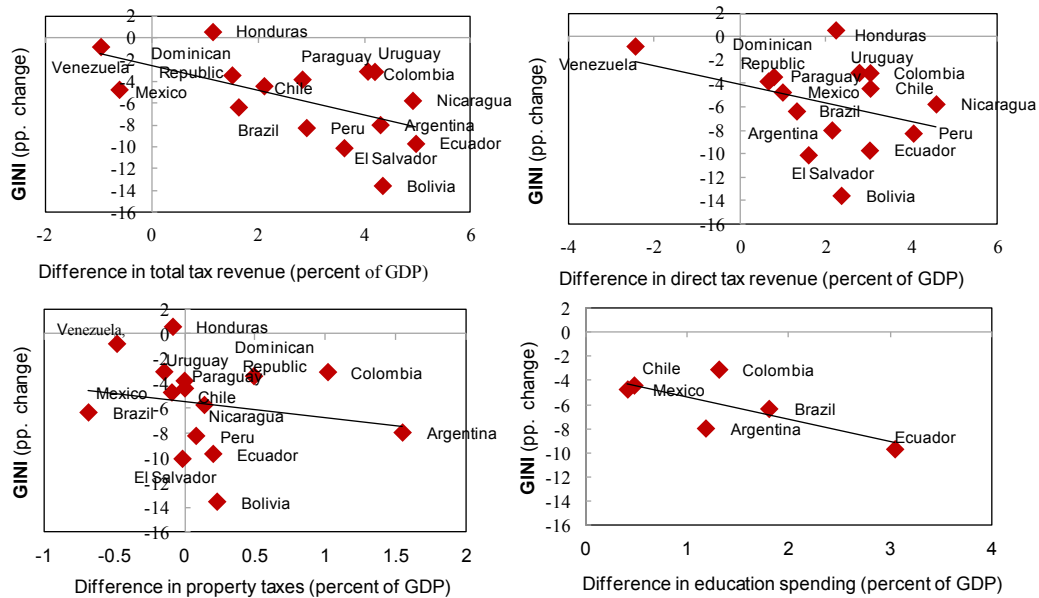 GINI (pp. change)
2
0
-2
-4
-6
-8
-10
-12
-14
-16
Honduras
Dominican
Republic
Paraguay
Uruguay
Venezuela
Colombia
Mexico
Chile
Nicaragua
Brazil
Peru
Argentina
El Salvador
Ecuador
Bolivia
-2 0 2 4 6
Difference in total tax revenue (percent of GDP)
GINI (pp. change)
2
0
-2
-4
-6
-8
-10
-12
-14
-16
Honduras
Dominican
Republic
Uruguay
Venezuela
Paraguay
Colombia
Mexico
Chile
Brazil
Nicaragua
Argentina
Peru
Ecuador
El Salvador
Bolivia
-4 -2 0 2 4 6
Difference in direct tax revenue (percent of GDP)
GINI (pp. change)
2
0
-2
-4
-6
-8
-10
-12
-14
-16
Venezuela,
Honduras
Dominican
Republic
Uruguay
Paraguay
Colombia
Mexico
Chile
Brazil
Nicaragua
Peru
Argentina
Ecuador
El Salvador
Bolivia
-1 -0.5 0 0.5 1 1.5 2
Difference in property taxes (percent of GDP)
GINI (pp. change)
2
0
-2
-4
-6
-8
-10
-12
-14
-16
Chile
Colombia
Mexico
Brazil
Argentina
Ecuador
0 1 2 3 4
Difference in education spending (percent of GDP)